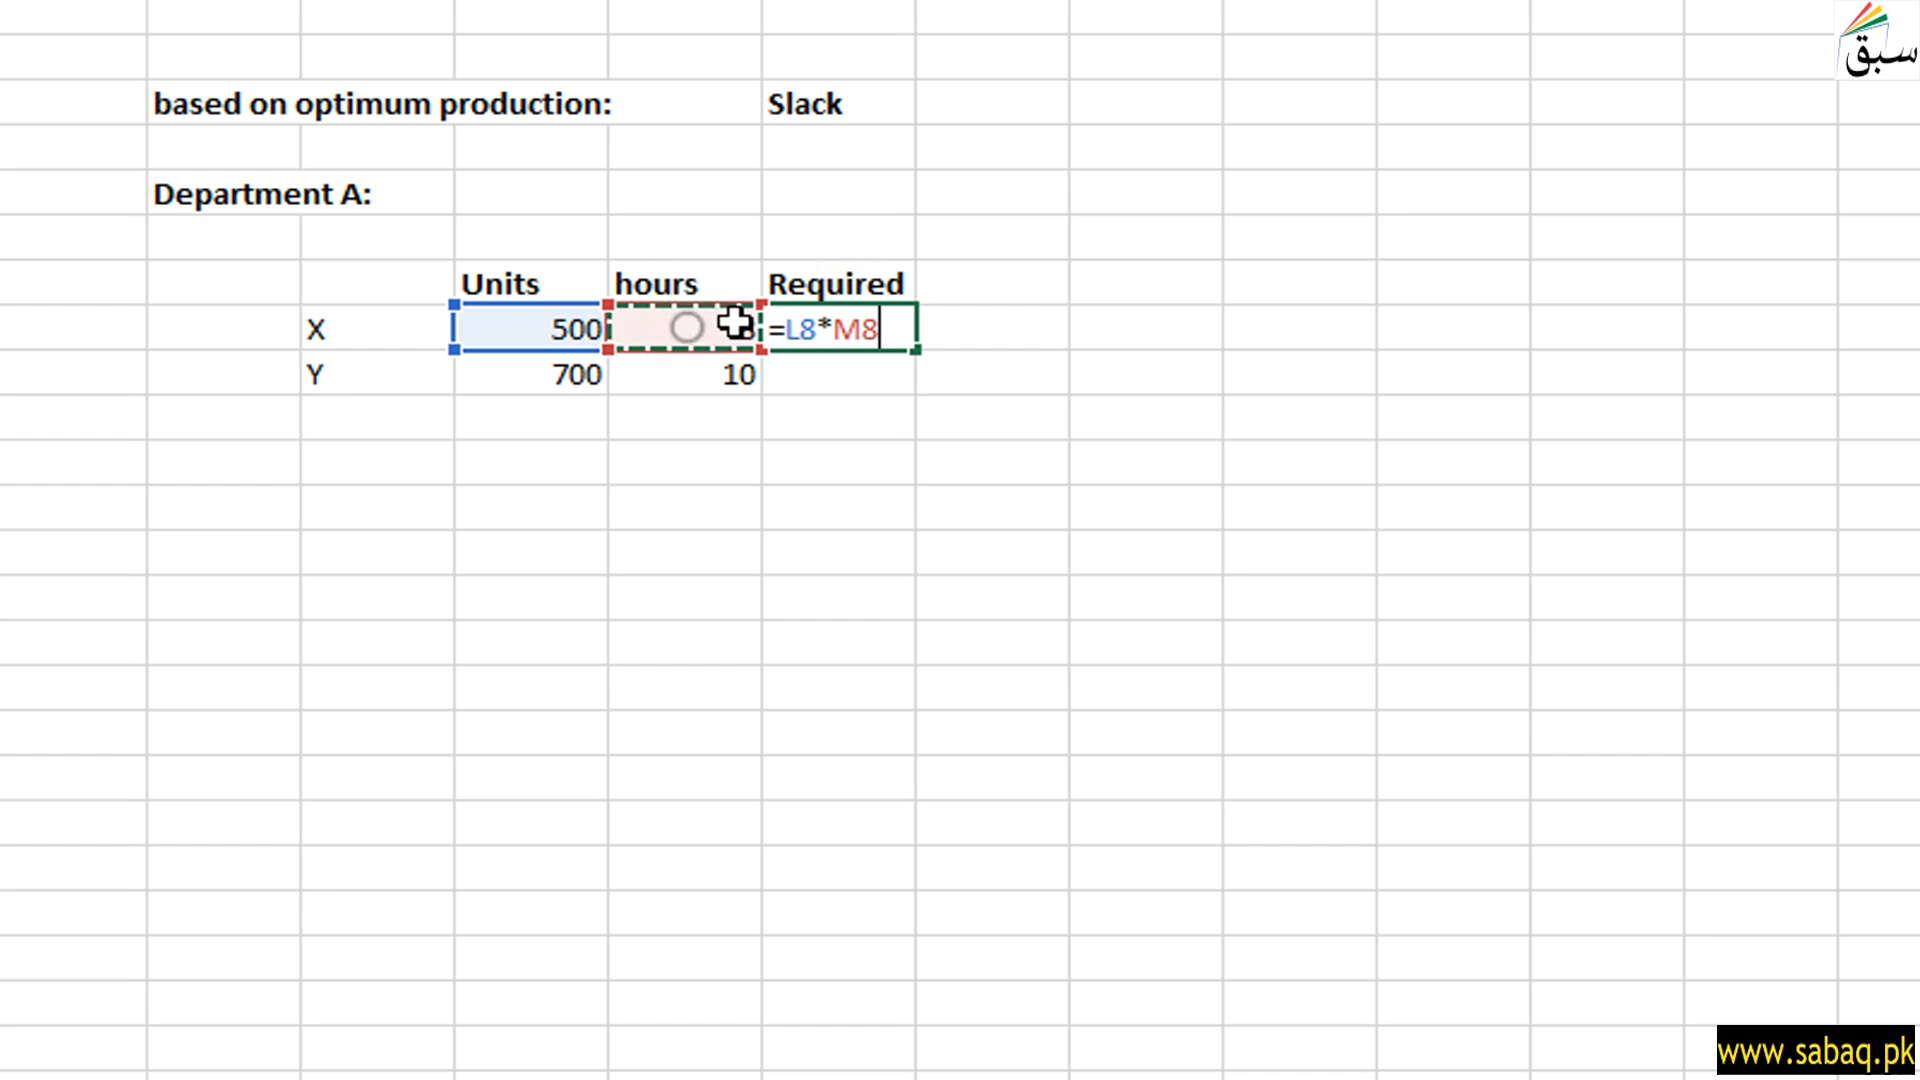 سبق
based on optimum production: Slack
Department A:
Units hours Required
X 500 =L8*M8
Y 700 10
www.sabaq.pk